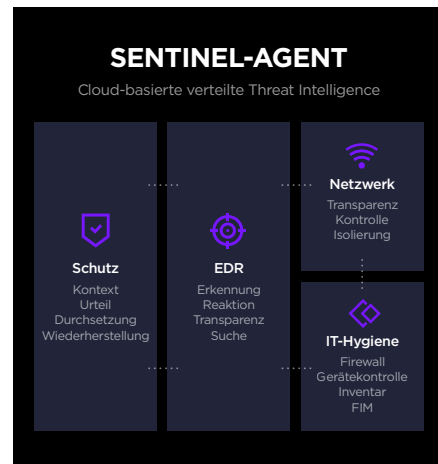 SENTINEL-AGENT
Cloud-basierte verteilte Threat Intelligence
Schutz
Kontext
Urteil
Durchsetzung
Wiederherstellung
EDR
Erkennung
Reaktion
Transparenz
Suche
Netzwerk
Transparenz
Kontrolle
Isolierung
IT-Hygiene
Firewall
Gerätekontrolle
Inventar
FIM